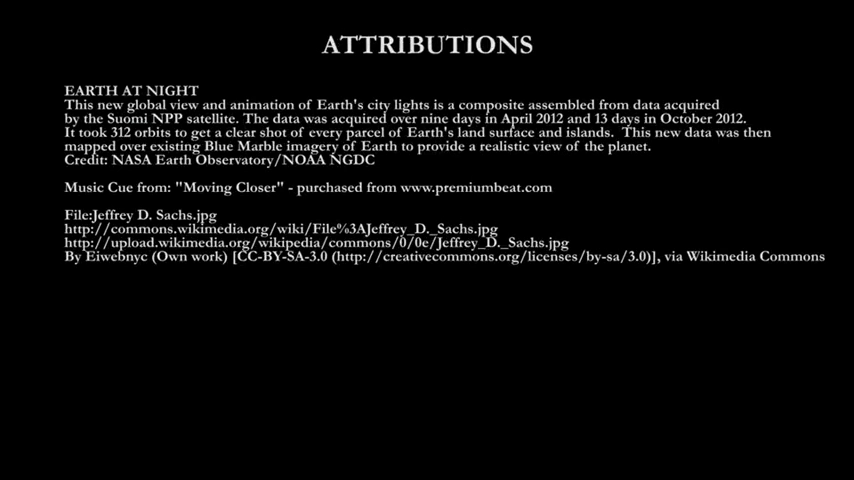 ATTRIBUTIONS
EARTH AT NIGHT
This new global view and animation of Earth's city lights is a composite assembled from data acquired
by the Suomi NPP satellite. The data was acquired over nine days in April 2012 and 13 days in October 2012.
It took 312 orbits to get a clear shot of every parcel of Earth's land surface and islands. This new data was then
mapped over existing Blue Marble imagery of Earth to provide a realistic view of the planet.
Credit: NASA Earth Observatory/NOAA NGDC
Music Cue from: "Moving Closer" - purchased from www.premiumbeat.com
File:Jeffrey D. Sachs.jpg
http://commons.wikimedia.org/wiki/File%3AJeffrey_D._Sachs.jpg
http://upload.wikimedia.org/wikipedia/commons/0/0c/Jeffrey_D._Sachs.jpg
By Eiwebnyc (Own work) [CC-BY-SA-3.0 (http://creativecommons.org/licenses/by-sa/3.0)], via Wikimedia Commons